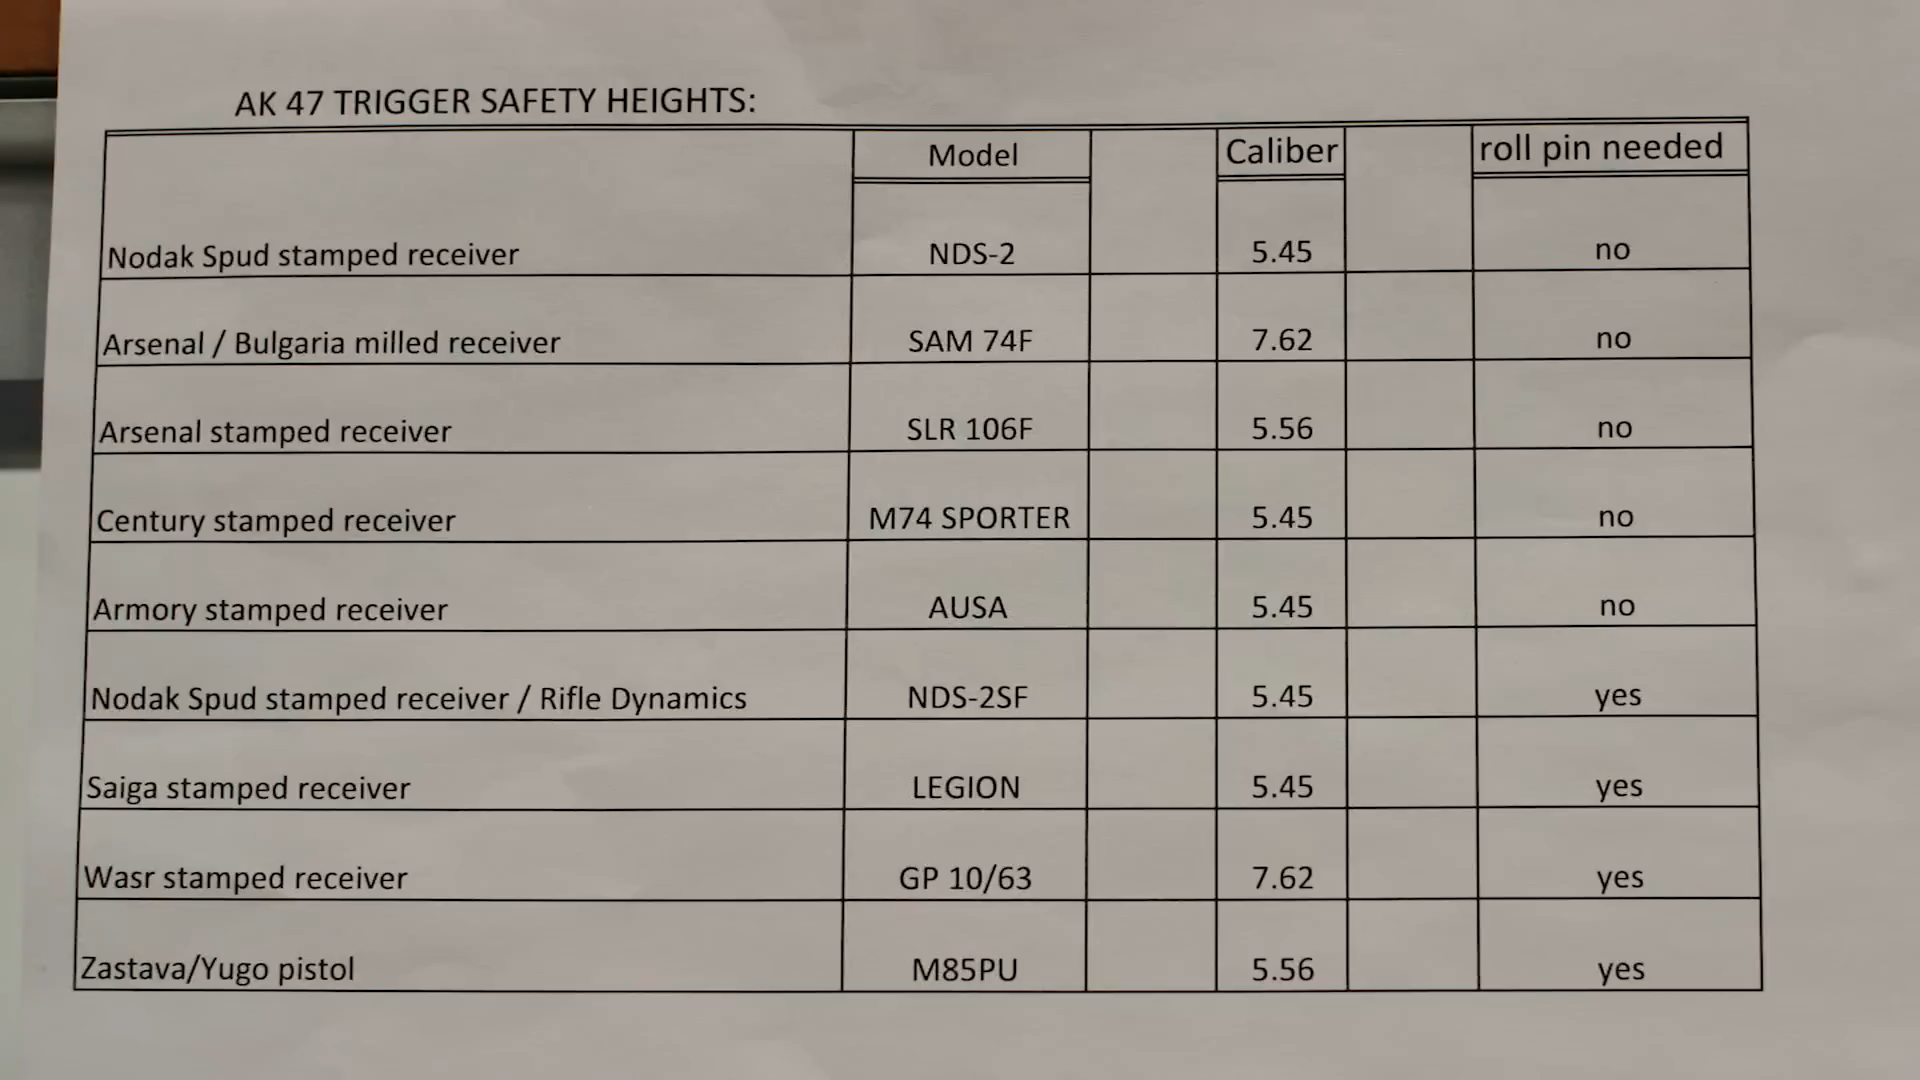 AK 47 TRIGGER SAFETY HEIGHTS:
Model Caliber roll pin needed
Nodak Spud stamped receiver NDS-2 5.45 no
Arsenal / Bulgaria milled receiver SAM 74F 7.62 no
Arsenal stamped receiver SLR 106F 5.56 no
Century stamped receiver M74 SPORTER 5.45 no
Armory stamped receiver AUSA 5.45 no
Nodak Spud stamped receiver / Rifle Dynamics NDS-2SF 5.45 yes
Saiga stamped receiver LEGION 5.45 yes
Wasr stamped receiver GP 10/63 7.62 yes
Zastava/Yugo pistol M85PU 5.56 yes